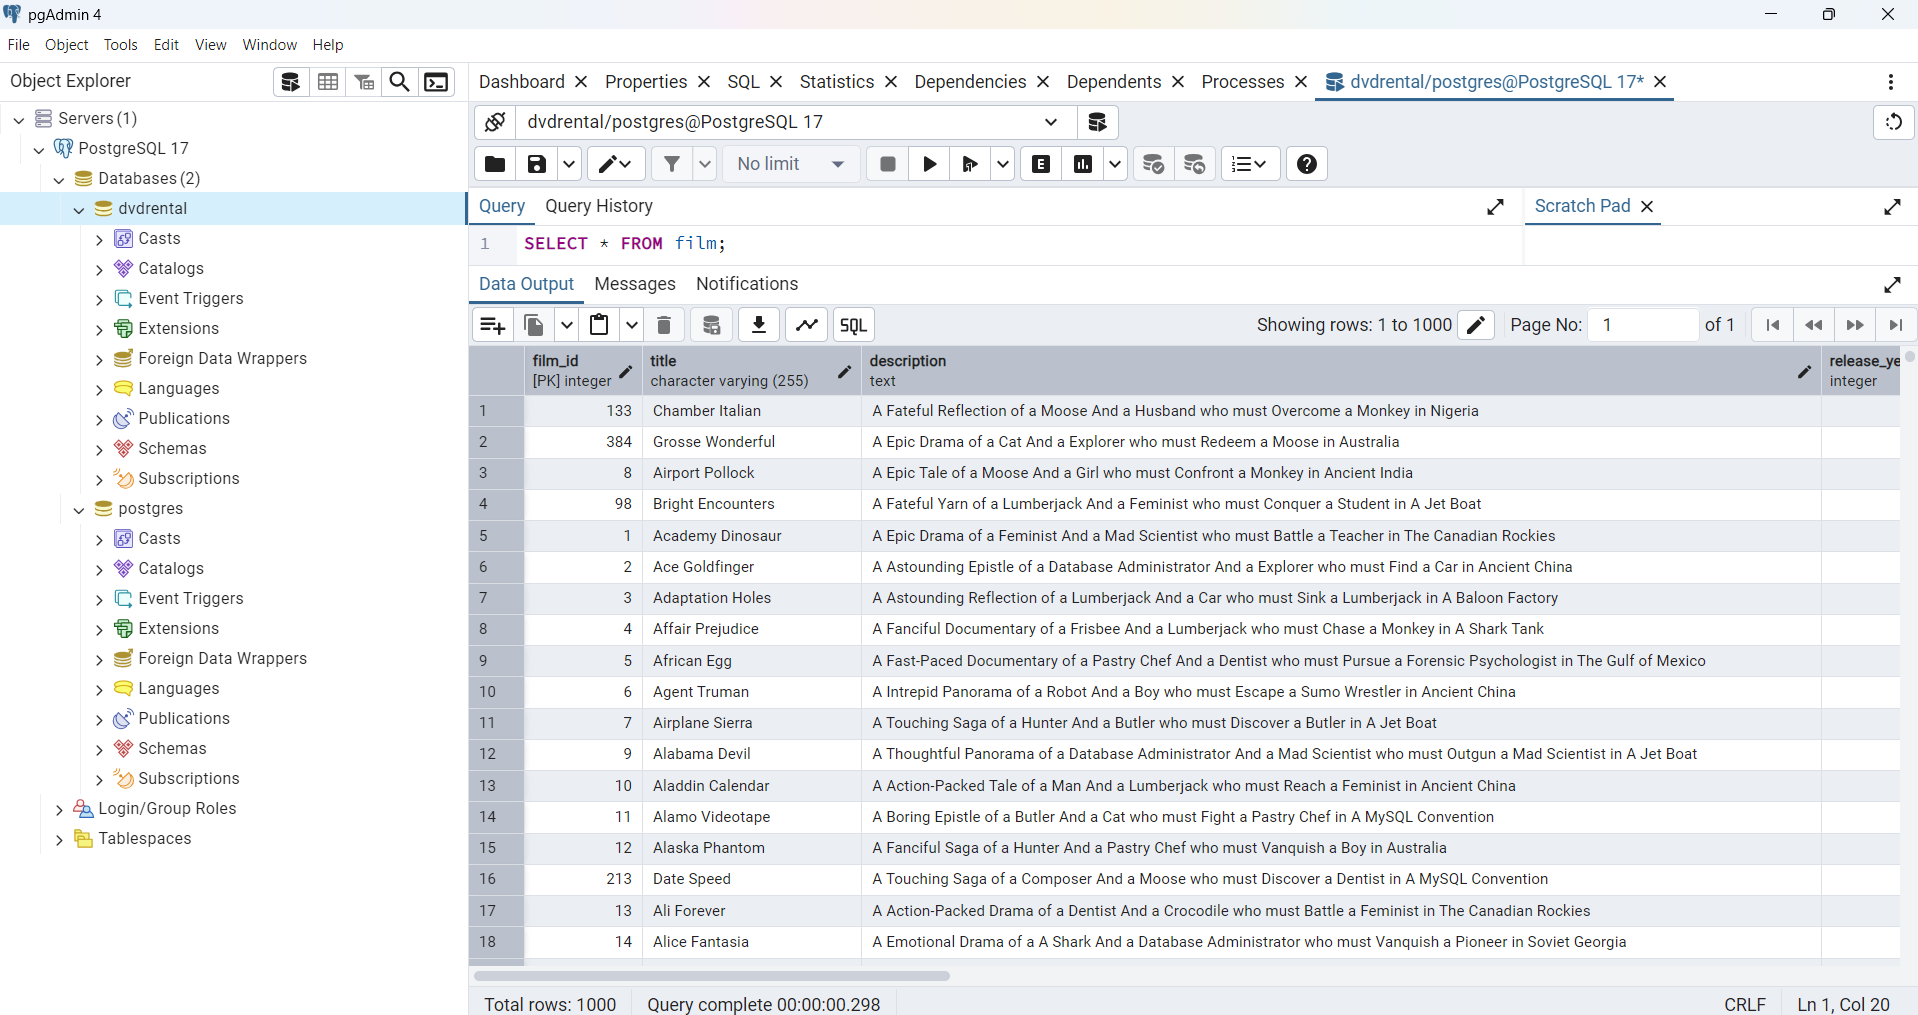 pgAdmin 4
File Object Tools Edit View Window Help
Object Explorer
Servers (1)
PostgreSQL 17
Databases (2)
dvdrental
Casts
Catalogs
Event Triggers
Extensions
Foreign Data Wrappers
Languages
Publications
Schemas
Subscriptions
postgres
Casts
Catalogs
Event Triggers
Extensions
Foreign Data Wrappers
Languages
Publications
Schemas
Subscriptions
Login/Group Roles
Tablespaces
Dashboard Properties SQL Statistics Dependencies Dependents Processes dvdrental/postgres@PostgreSQL 17*
dvdrental/postgres@PostgreSQL 17
No limit E
Query Query History Scratch Pad
1 SELECT * FROM film;
Data Output Messages Notifications
SQL Showing rows: 1 to 1000 Page No: 1 of 1
film_id title description release_ye
[PK] integer character varying (255) text integer
1 133 Chamber Italian A Fateful Reflection of a Moose And a Husband who must Overcome a Monkey in Nigeria
2 384 Grosse Wonderful A Epic Drama of a Cat And a Explorer who must Redeem a Moose in Australia
3 8 Airport Pollock A Epic Tale of a Moose And a Girl who must Confront a Monkey in Ancient India
4 98 Bright Encounters A Fateful Yarn of a Lumberjack And a Feminist who must Conquer a Student in A Jet Boat
5 1 Academy Dinosaur A Epic Drama of a Feminist And a Mad Scientist who must Battle a Teacher in The Canadian Rockies
6 2 Ace Goldfinger A Astounding Epistle of a Database Administrator And a Explorer who must Find a Car in Ancient China
7 3 Adaptation Holes A Astounding Reflection of a Lumberjack And a Car who must Sink a Lumberjack in A Baloon Factory
8 4 Affair Prejudice A Fanciful Documentary of a Frisbee And a Lumberjack who must Chase a Monkey in A Shark Tank
9 5 African Egg A Fast-Paced Documentary of a Pastry Chef And a Dentist who must Pursue a Forensic Psychologist in The Gulf of Mexico
10 6 Agent Truman A Intrepid Panorama of a Robot And a Boy who must Escape a Sumo Wrestler in Ancient China
11 7 Airplane Sierra A Touching Saga of a Hunter And a Butler who must Discover a Butler in A Jet Boat
12 9 Alabama Devil A Thoughtful Panorama of a Database Administrator And a Mad Scientist who must Outgun a Mad Scientist in A Jet Boat
13 10 Aladdin Calendar A Action-Packed Tale of a Man And a Lumberjack who must Reach a Feminist in Ancient China
14 11 Alamo Videotape A Boring Epistle of a Butler And a Cat who must Fight a Pastry Chef in A MySQL Convention
15 12 Alaska Phantom A Fanciful Saga of a Hunter And a Pastry Chef who must Vanquish a Boy in Australia
16 213 Date Speed A Touching Saga of a Composer And a Moose who must Discover a Dentist in A MySQL Convention
17 13 Ali Forever A Action-Packed Drama of a Dentist And a Crocodile who must Battle a Feminist in The Canadian Rockies
18 14 Alice Fantasia A Emotional Drama of a A Shark And a Database Administrator who must Vanquish a Pioneer in Soviet Georgia
Total rows: 1000 Query complete 00:00:00.298 CRLF Ln 1, Col 20